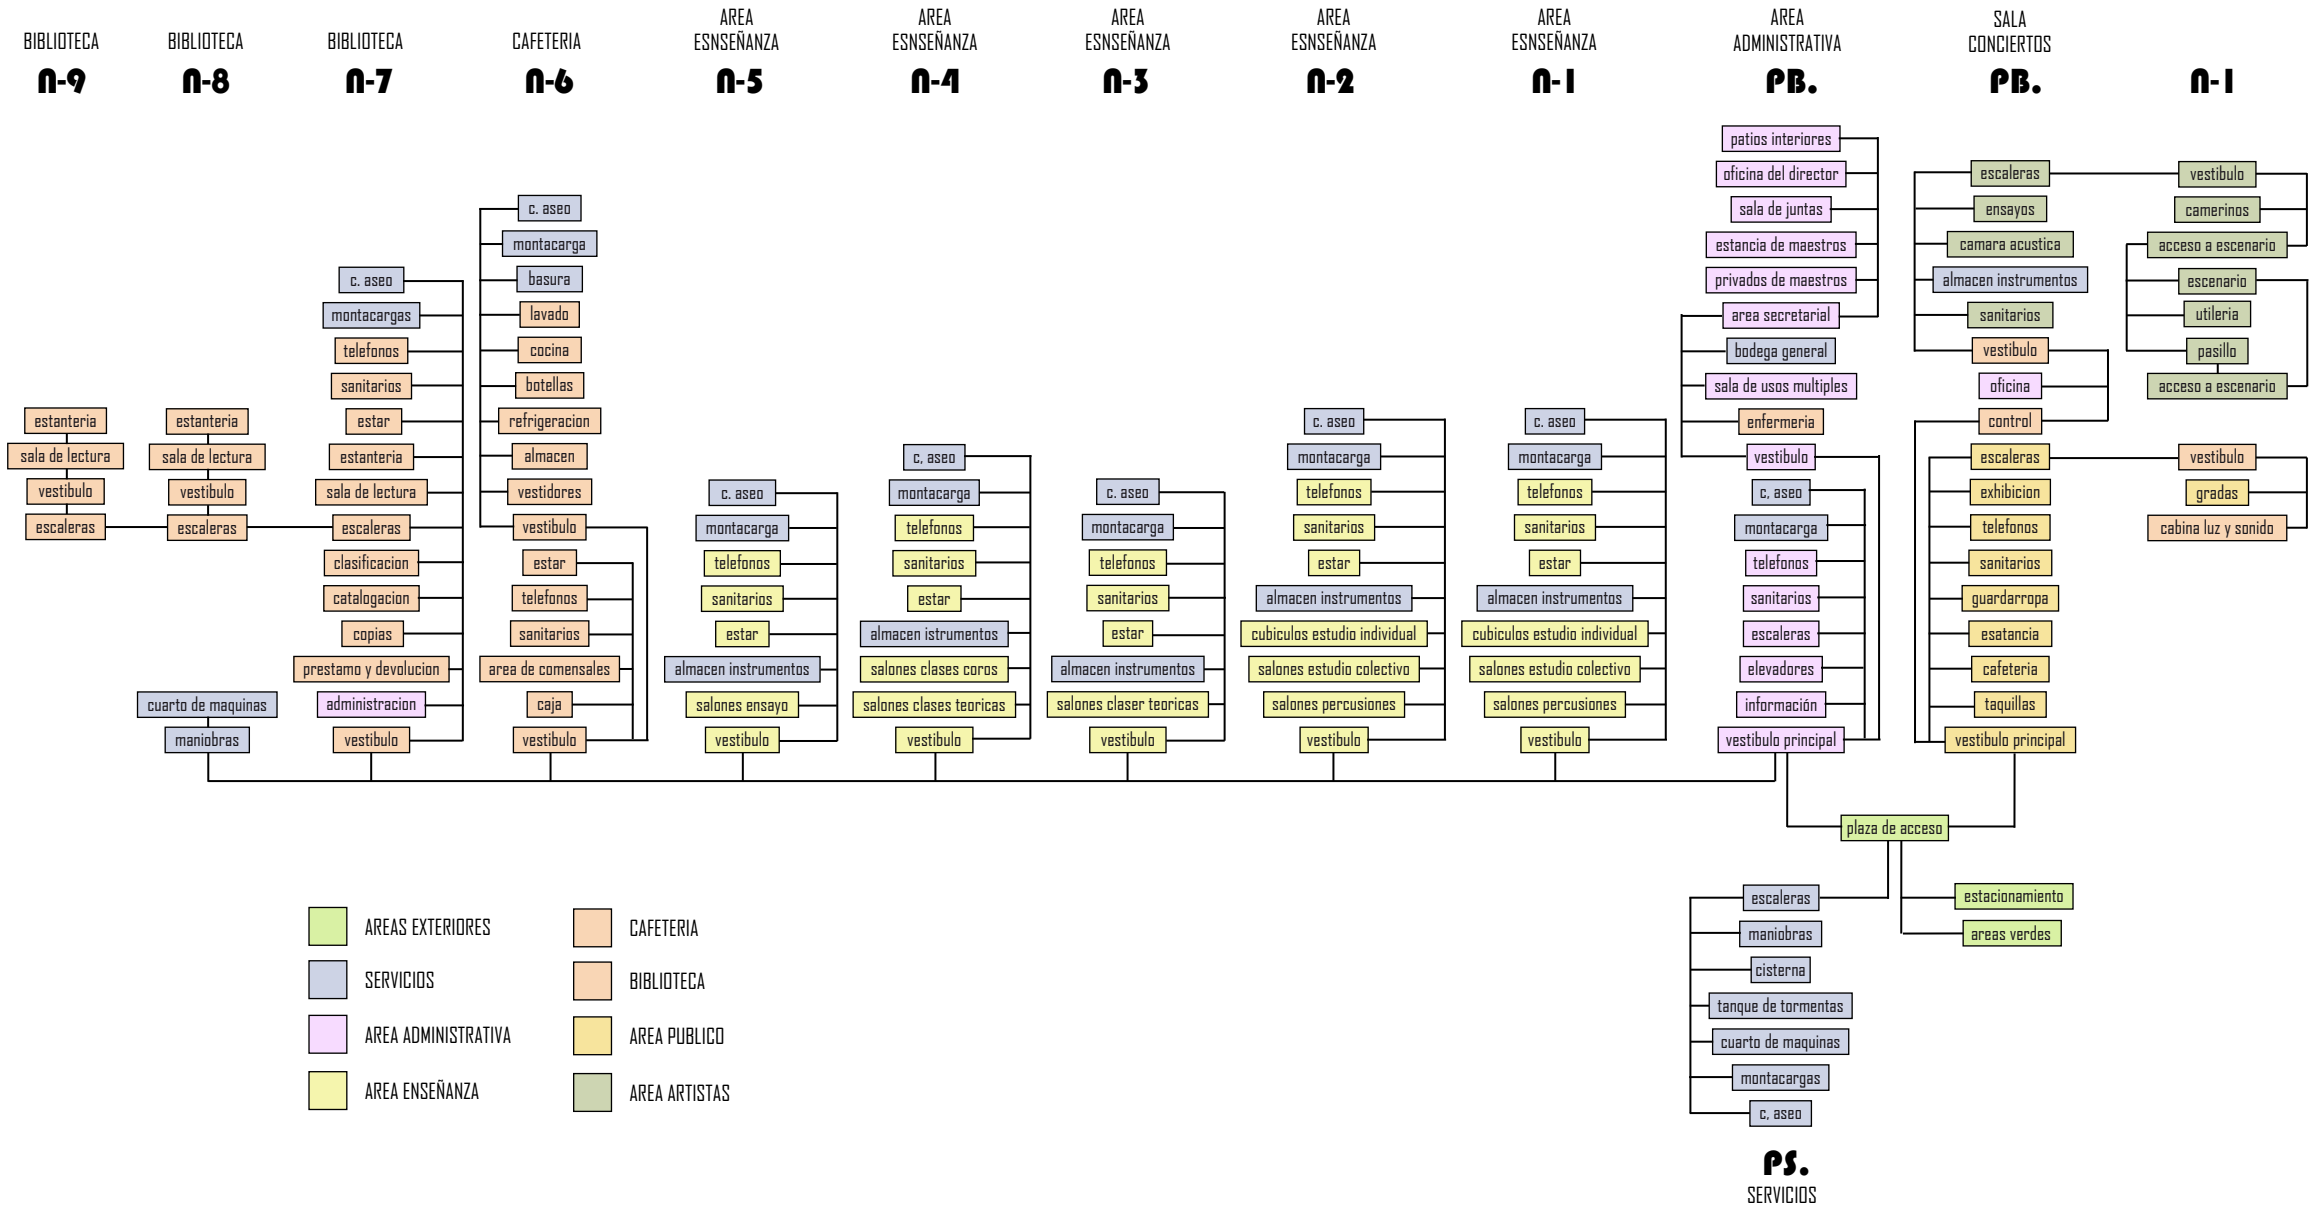 BIBLIOTECA
N-9
estanteria
sala de lectura
vestibulo
escaleras
BIBLIOTECA
N-8
estanteria
sala de lectura
vestibulo
escaleras
cuarto de maquinas
maniobras
BIBLIOTECA
N-7
c. aseo
montacargas
telefonos
sanitarios
estar
estanteria
sala de lectura
escaleras
clasificacion
catalogacion
copias
prestamo y devolucion
administracion
vestibulo
CAFETERIA
N-6
c. aseo
montacarga
basura
lavado
cocina
botellas
refrigeracion
almacen
vestidores
vestibulo
estar
telefonos
sanitarios
area de comensales
caja
vestibulo
AREA
ESNSEÑANZA
N-5
c. aseo
montacarga
telefonos
sanitarios
estar
almacen instrumentos
salones ensayo
vestibulo
AREA
ESNSEÑANZA
N-4
c, aseo
montacarga
telefonos
sanitarios
estar
almacen istrumentos
salones clases coros
salones clases teoricas
vestibulo
AREA
ESNSEÑANZA
N-3
c. aseo
montacarga
telefonos
sanitarios
estar
almacen instrumentos
salones claser teoricas
vestibulo
AREA
ESNSEÑANZA
N-2
c. aseo
montacarga
telefonos
sanitarios
estar
almacen instrumentos
cubiculos estudio individual
salones estudio colectivo
salones percusiones
vestibulo
AREA
ESNSEÑANZA
N-1
c. aseo
montacarga
telefonos
sanitarios
estar
almacen instrumentos
cubiculos estudio individual
salones estudio colectivo
salones percusiones
vestibulo
AREA
ADMINISTRATIVA
PB.
patios interiores
oficina del director
sala de juntas
estancia de maestros
privados de maestros
area secretarial
bodega general
sala de usos multiples
enfermeria
vestibulo
c, aseo
montacarga
telefonos
sanitarios
escaleras
elevadores
información
vestibulo principal
SALA
CONCIERTOS
PB.
escaleras
ensayos
camara acustica
almacen instrumentos
sanitarios
vestibulo
oficina
control
escaleras
exhibicion
telefonos
sanitarios
guardarropa
esatancia
cafeteria
taquillas
vestibulo principal
N-1
vestibulo
camerinos
acceso a escenario
escenario
utileria
pasillo
acceso a escenario
vestibulo
gradas
cabina luz y sonido
plaza de acceso
estacionamiento
areas verdes
escaleras
maniobras
cisterna
tanque de tormentas
cuarto de maquinas
montacargas
c, aseo
PS.
SERVICIOS
AREAS EXTERIORES
SERVICIOS
AREA ADMINISTRATIVA
AREA ENSEÑANZA
CAFETERIA
BIBLIOTECA
AREA PUBLICO
AREA ARTISTAS